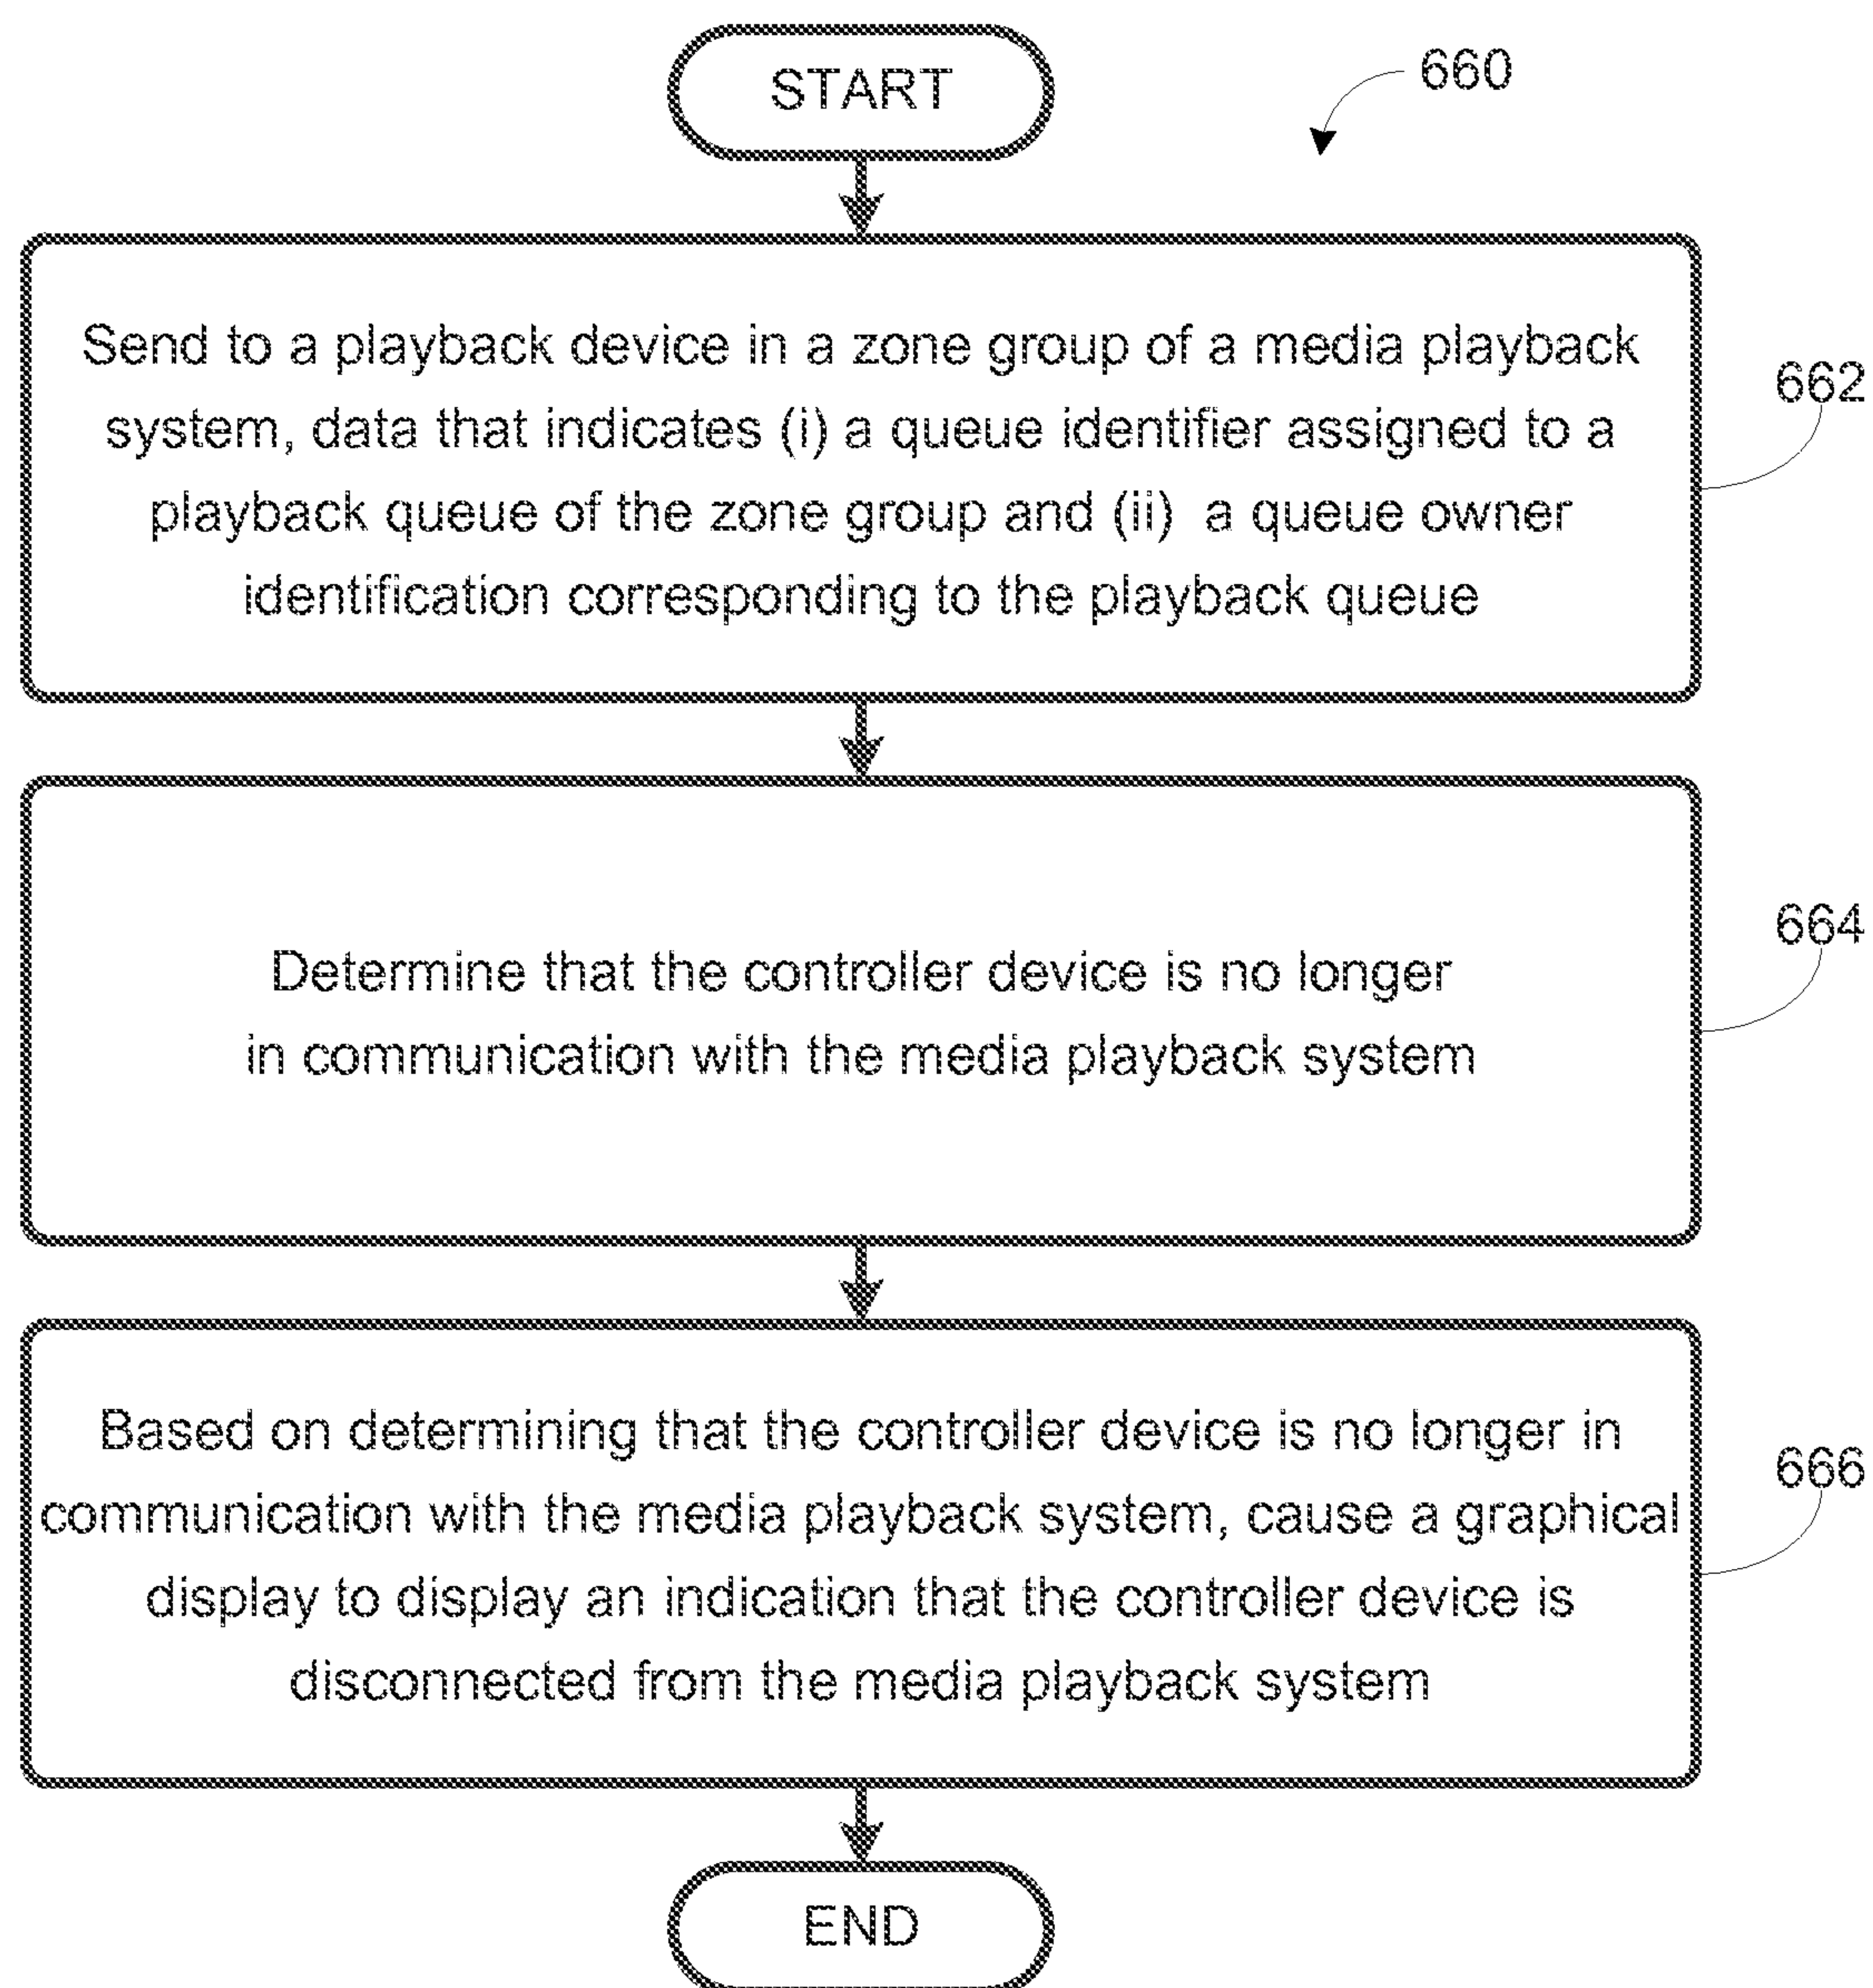 START
660
Send to a playback device in a zone group of a media playback
system, data that indicates (i) a queue identifier assigned to a
playback queue of the zone group and (ii) a queue owner
identification corresponding to the playback queue
662
Determine that the controller device is no longer
in communication with the media playback system
664
Based on determining that the controller device is no longer in
communication with the media playback system, cause a graphical
display to display an indication that the controller device is
disconnected from the media playback system
666
END